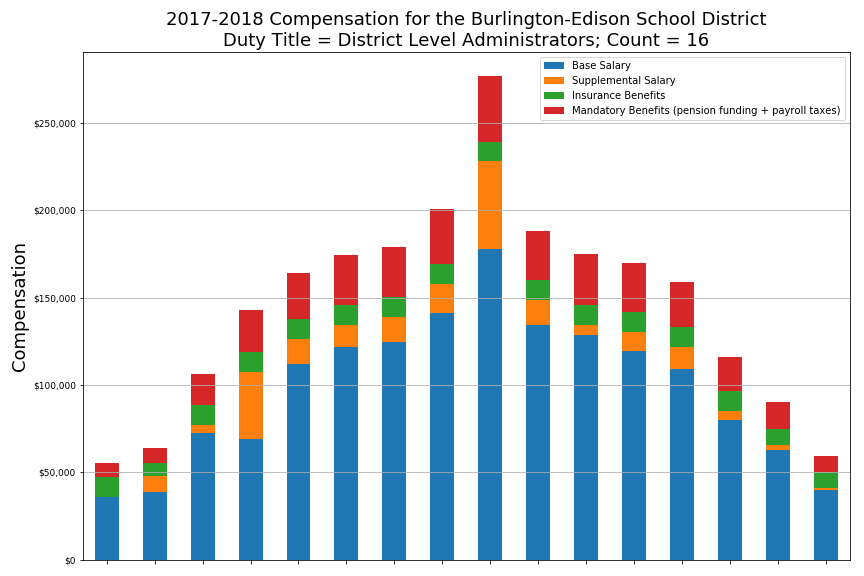 2017-2018 Compensation for the Burlington-Edison School District
Duty Title = District Level Administrators; Count = 16
Base Salary
Supplemental Salary
Insurance Benefits
Mandatory Benefits (pension funding + payroll taxes)
$250,000
$200,000
$150,000
$100,000
$50,000
$0
Compensation